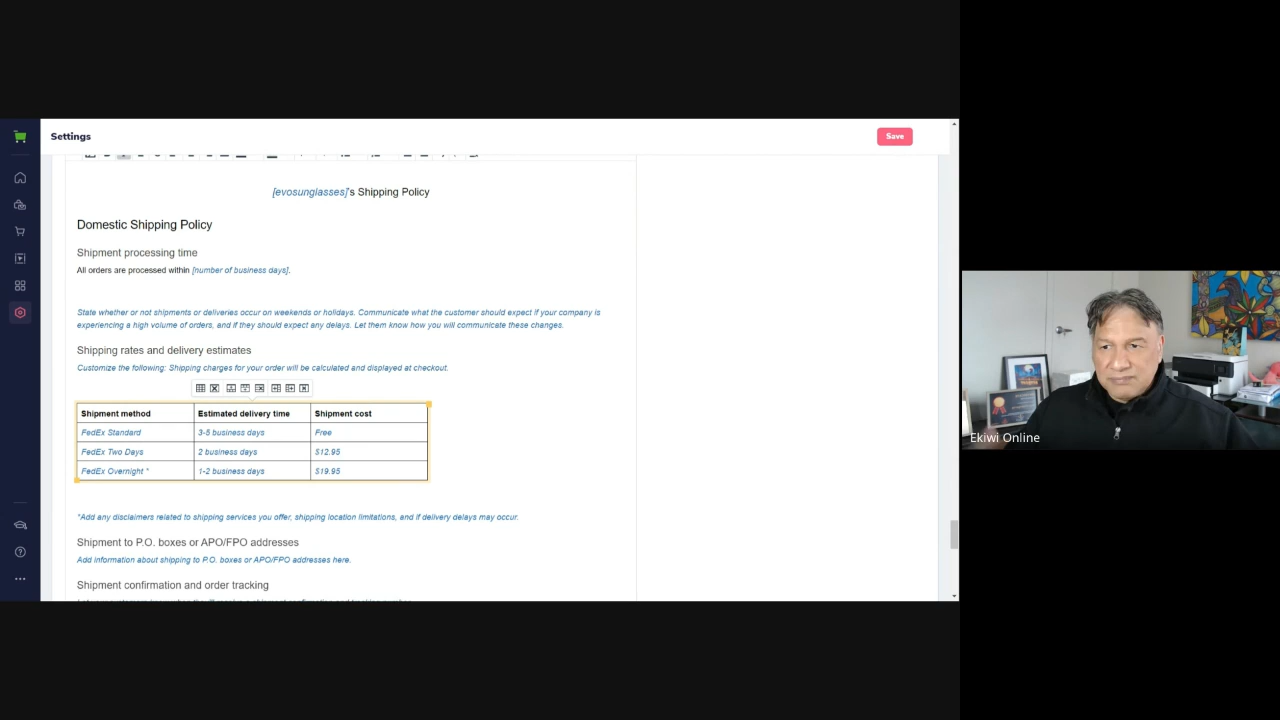 Settings
Save
[evosunglasses]'s Shipping Policy
Domestic Shipping Policy
Shipment processing time
All orders are processed within [number of business days].
State whether or not shipments or deliveries occur on weekends or holidays. Communicate what the customer should expect if your company is
experiencing a high volume of orders, and if they should expect any delays. Let them know how you will communicate these changes.
Shipping rates and delivery estimates
Customize the following: Shipping charges for your order will be calculated and displayed at checkout.
Shipment method Estimated delivery time Shipment cost
FedEx Standard 3-5 business days Free
FedEx Two Days 2 business days $12.95
FedEx Overnight * 1-2 business days $19.95
*Add any disclaimers related to shipping services you offer, shipping location limitations, and if delivery delays may occur.
Shipment to P.O. boxes or APO/FPO addresses
Add information about shipping to P.O. boxes or APO/FPO addresses here.
Shipment confirmation and order tracking
Ekiwi Online